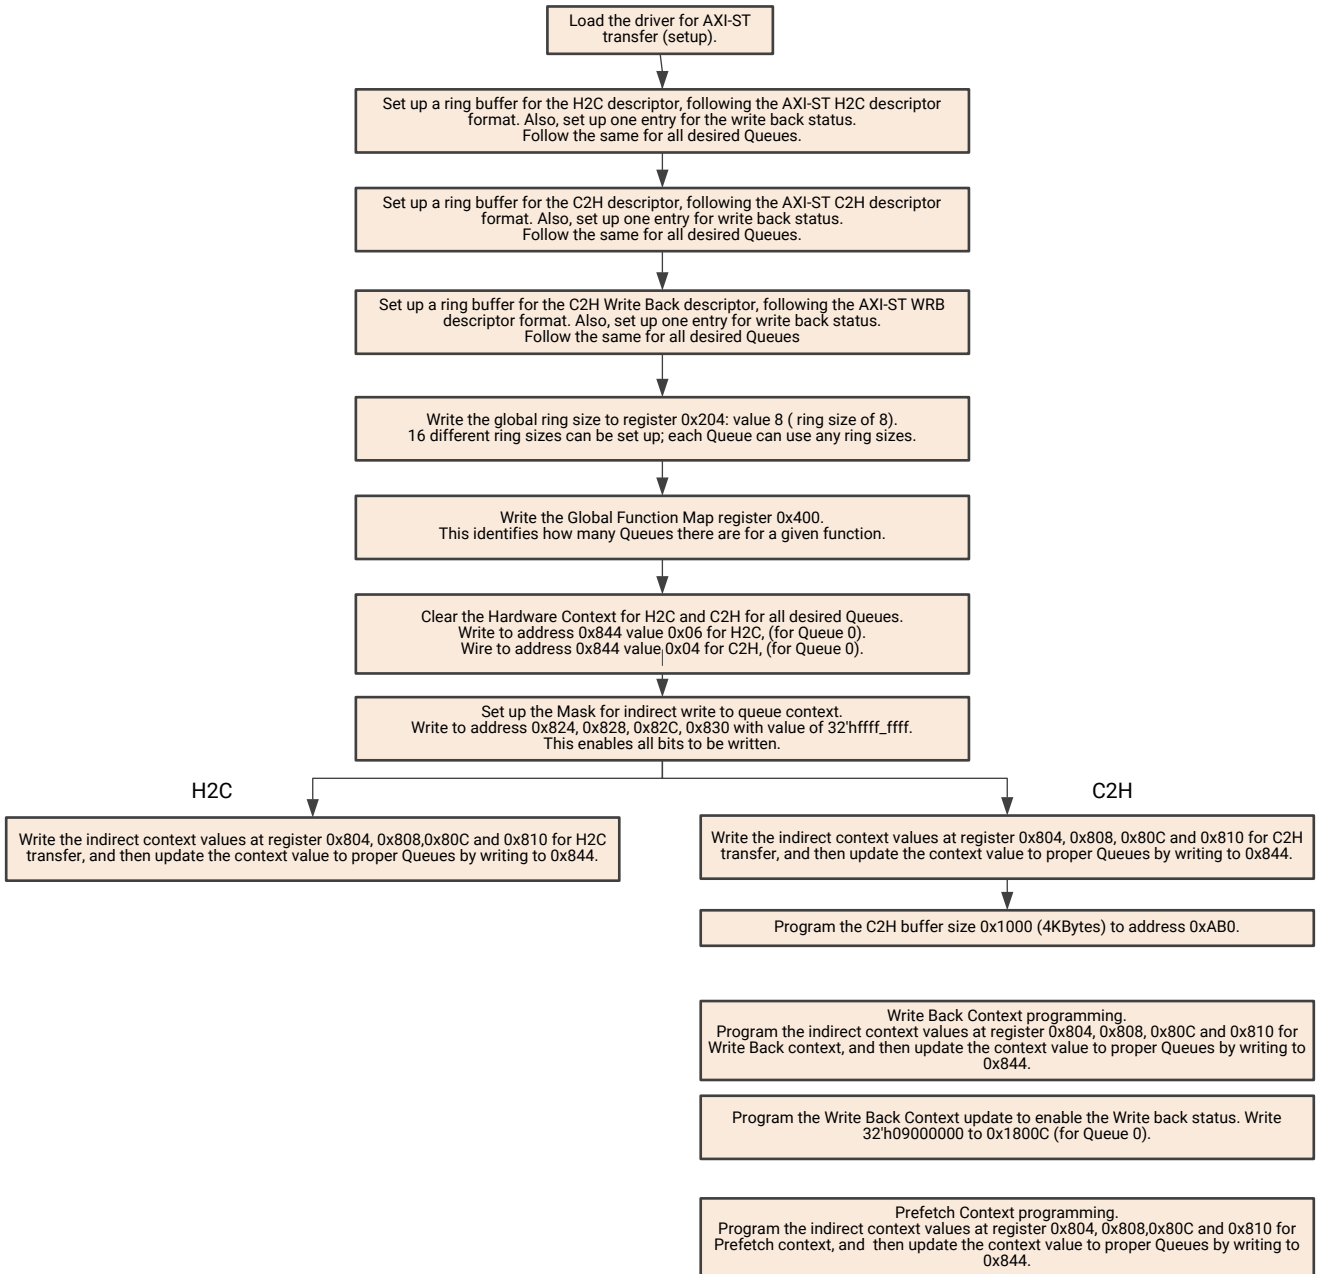 Load the driver for AXI-ST
transfer (setup).
Set up a ring buffer for the H2C descriptor, following the AXI-ST H2C descriptor
format. Also, set up one entry for the write back status.
Follow the same for all desired Queues.
Set up a ring buffer for the C2H descriptor, following the AXI-ST C2H descriptor
format. Also, set up one entry for write back status.
Follow the same for all desired Queues.
Set up a ring buffer for the C2H Write Back descriptor, following the AXI-ST WRB
descriptor format. Also, set up one entry for write back status.
Follow the same for all desired Queues
Write the global ring size to register 0x204: value 8 ( ring size of 8).
16 different ring sizes can be set up; each Queue can use any ring sizes.
Write the Global Function Map register 0x400.
This identifies how many Queues there are for a given function.
Clear the Hardware Context for H2C and C2H for all desired Queues.
Write to address 0x844 value 0x06 for H2C, (for Queue 0).
Wire to address 0x844 value 0x04 for C2H, (for Queue 0).
Set up the Mask for indirect write to queue context.
Write to address 0x824, 0x828, 0x82C, 0x830 with value of 32'hffff_ffff.
This enables all bits to be written.
H2C
Write the indirect context values at register 0x804, 0x808,0x80C and 0x810 for H2C
transfer, and then update the context value to proper Queues by writing to 0x844.
C2H
Write the indirect context values at register 0x804, 0x808, 0x80C and 0x810 for C2H
transfer, and then update the context value to proper Queues by writing to 0x844.
Program the C2H buffer size 0x1000 (4KBytes) to address 0xAB0.
Write Back Context programming.
Program the indirect context values at register 0x804, 0x808, 0x80C and 0x810 for
Write Back context, and then update the context value to proper Queues by writing to
0x844.
Program the Write Back Context update to enable the Write back status. Write
32'h09000000 to 0x1800C (for Queue 0).
Prefetch Context programming.
Program the indirect context values at register 0x804, 0x808,0x80C and 0x810 for
Prefetch context, and  then update the context value to proper Queues by writing to
0x844.